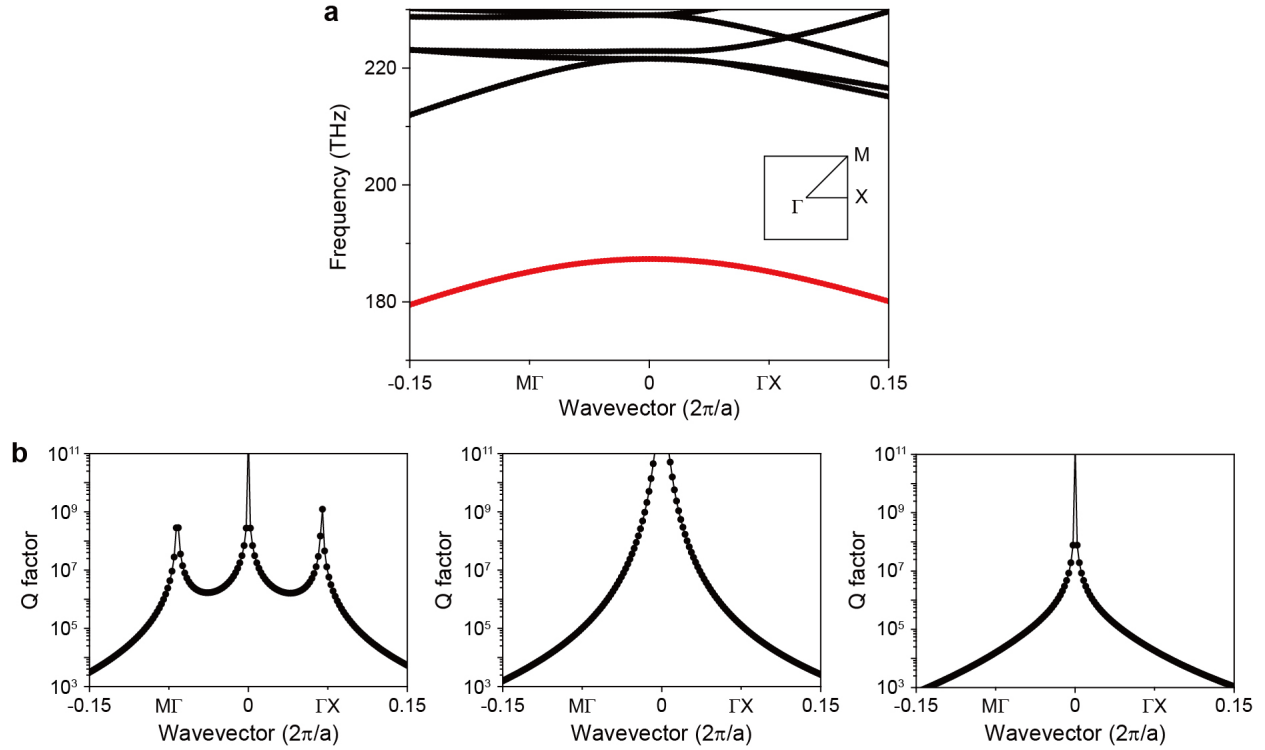 a
Frequency (THz)
220
200
180
M
Γ
X
-0.15
MΓ
0
ΓX
0.15
Wavevector (2π/a)
b
Q factor
10¹¹
10⁹
10⁷
10⁵
10³
-0.15
MΓ
0
ΓX
0.15
Wavevector (2π/a)
Q factor
10¹¹
10⁹
10⁷
10⁵
10³
-0.15
MΓ
0
ΓX
0.15
Wavevector (2π/a)
Q factor
10¹¹
10⁹
10⁷
10⁵
10³
-0.15
MΓ
0
ΓX
0.15
Wavevector (2π/a)